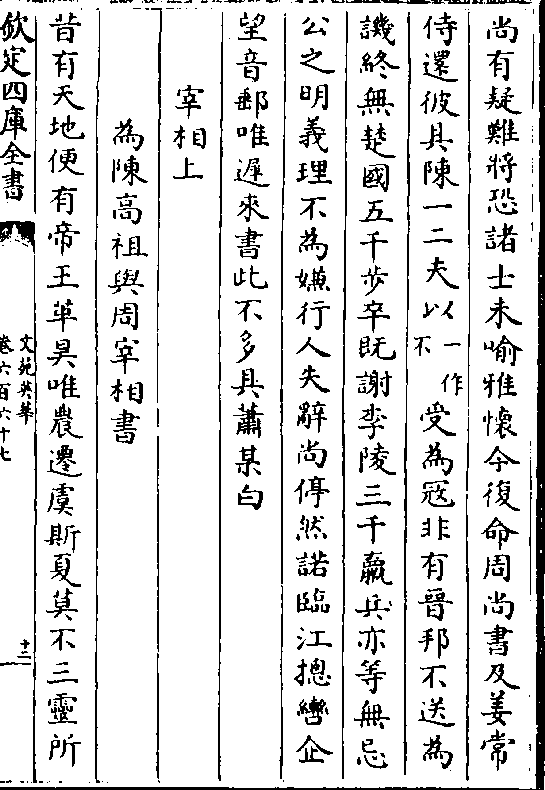 尚有疑難將恐諸士未喻雅懷今復命周尚書及姜常
侍還彼具陳一二夫以一作不受為冦非有晉邦不送為
譏終無楚國五千步卒既謝李陵三千羸兵亦等無忌
公之明義理不為嫌行人失辭尚停然諾臨江揔轡企
望音郵唯遲來書此不多具蕭某白
宰相上
為陳高祖與周宰相書
昔有天地便有帝王革昊唯農遷虞斯夏莫不三靈所
欽定四庫全書
文苑英華
卷六百六十七
十二